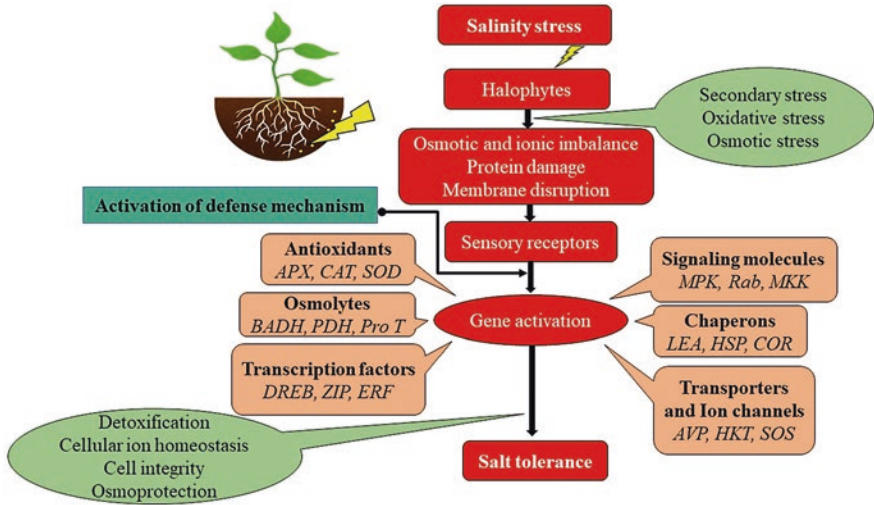 Salinity stress
Halophytes
Secondary stress
Oxidative stress
Osmotic stress
Osmotic and ionic imbalance
Protein damage
Membrane disruption
Activation of defense mechanism
Sensory receptors
Antioxidants
APX, CAT, SOD
Signaling molecules
MPK, Rab, MKK
Osmolytes
BADH, PDH, Pro T
Gene activation
Chaperons
LEA, HSP, COR
Transcription factors
DREB, ZIP, ERF
Transporters
and Ion channels
AVP, HKT, SOS
Detoxification
Cellular ion homeostasis
Cell integrity
Osmoprotection
Salt tolerance